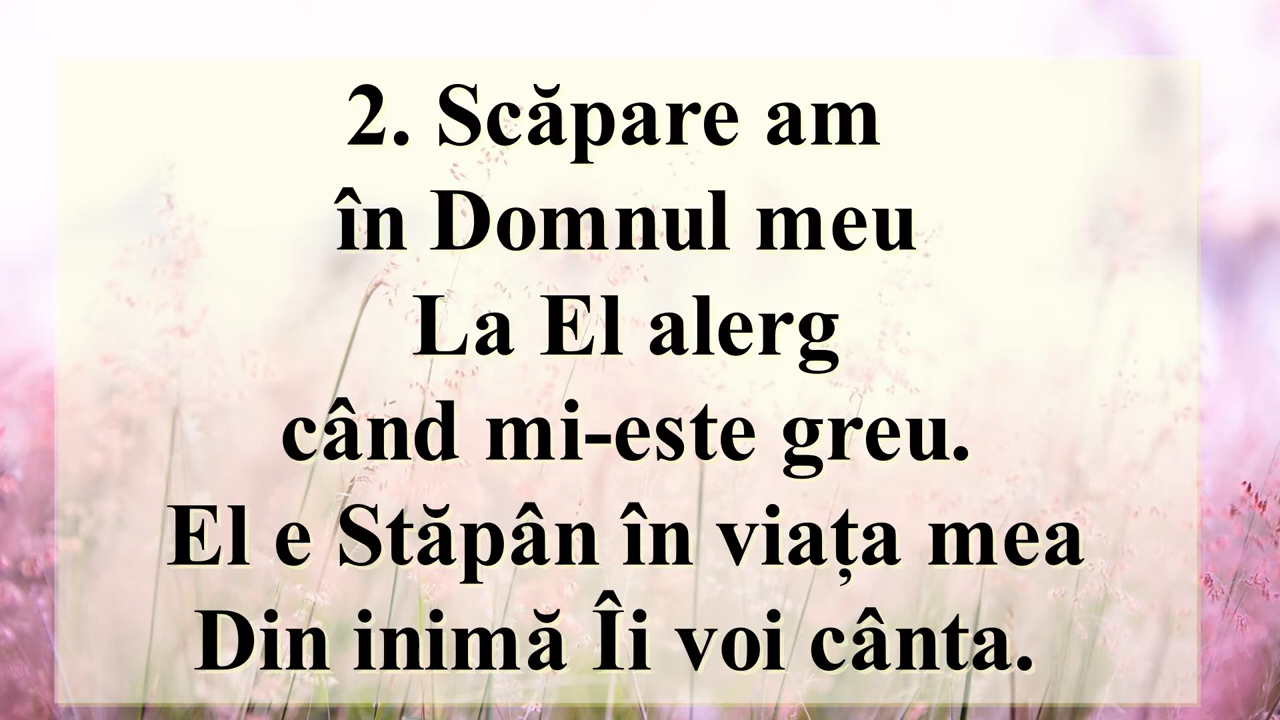 2. Scăpare am
în Domnul meu
La El alerg
când mi-este greu.
El e Stăpân în viața mea
Din inimă Îi voi cânta.